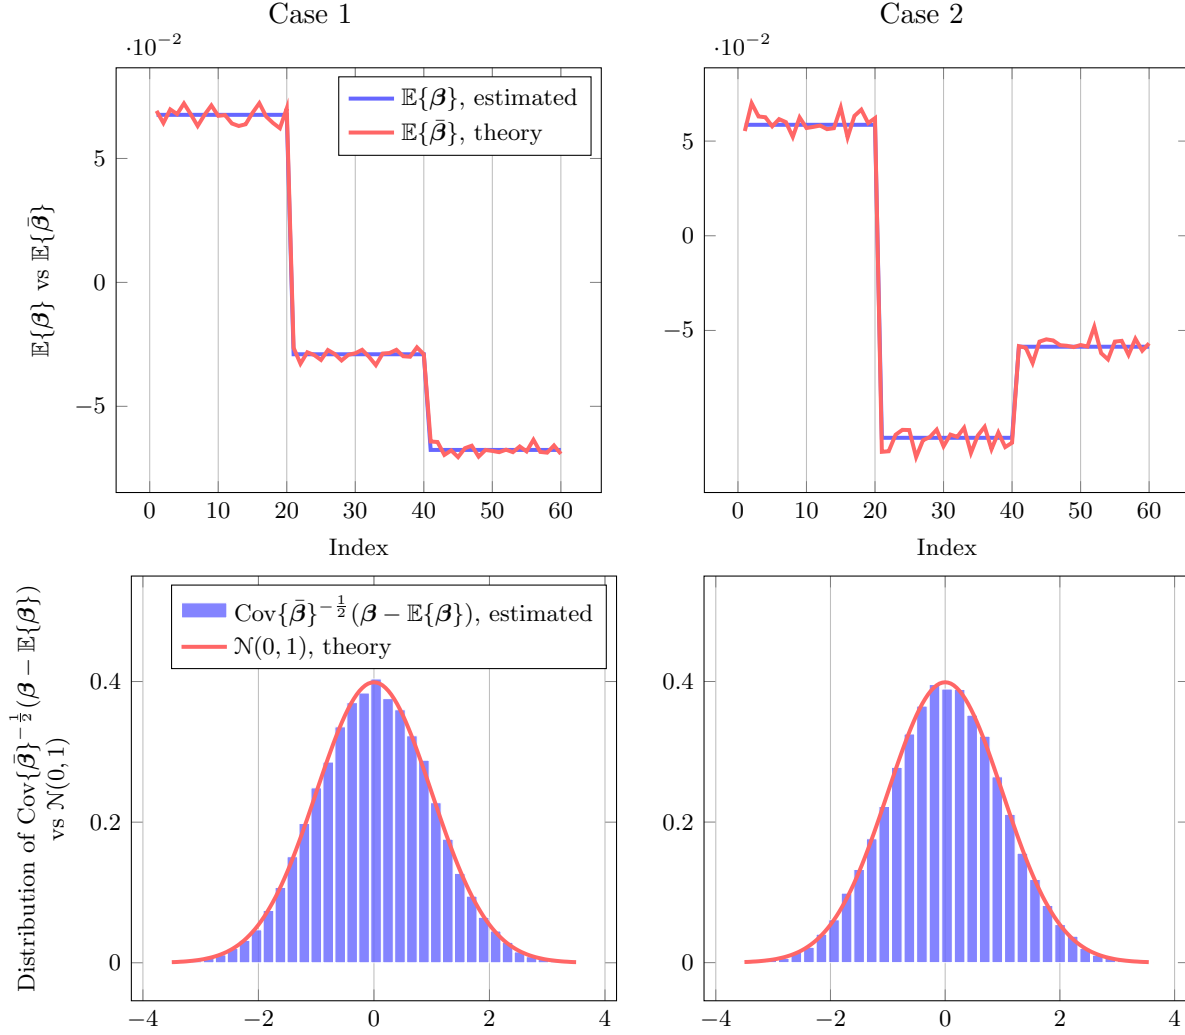 Case 1
Case 2
·10⁻²
·10⁻²
𝔼{β}, estimated
𝔼{β̄}, theory
5
0
−5
5
0
−5
𝔼{β} vs 𝔼{β̄}
0 10 20 30 40 50 60
0 10 20 30 40 50 60
Index
Index
Cov{β̄}^{−1/2}(β − 𝔼{β}), estimated
𝒩(0, 1), theory
Distribution of Cov{β̄}^{−1/2}(β − 𝔼{β})
vs 𝒩(0, 1)
0.4
0.2
0
0.4
0.2
0
−4 −2 0 2 4
−4 −2 0 2 4